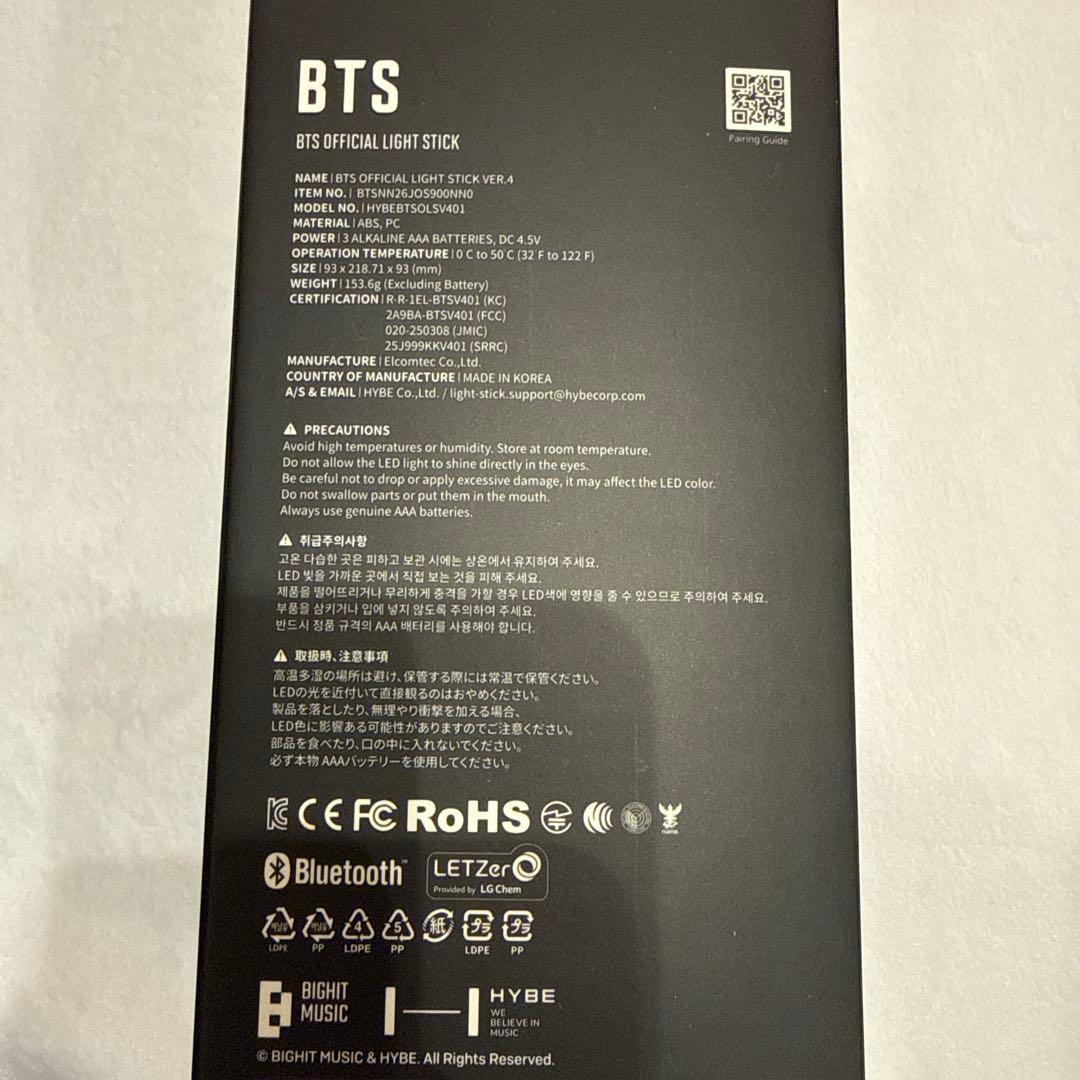 BTS
BTS OFFICIAL LIGHT STICK
Pairing Guide
NAME | BTS OFFICIAL LIGHT STICK VER.4
ITEM NO. | BTSNN26JOS900NN0
MODEL NO. | HYBEBTSOLSV401
MATERIAL | ABS, PC
POWER | 3 ALKALINE AAA BATTERIES, DC 4.5V
OPERATION TEMPERATURE | 0 C to 50 C (32 F to 122 F)
SIZE | 93 x 218.71 x 93 (mm)
WEIGHT | 153.6g (Excluding Battery)
CERTIFICATION | R-R-1EL-BTSV401 (KC)
2A9BA-BTSV401 (FCC)
020-250308 (JMIC)
25J999KKV401 (SRRC)
MANUFACTURE | Elcomtec Co.,Ltd.
COUNTRY OF MANUFACTURE | MADE IN KOREA
A/S & EMAIL | HYBE Co.,Ltd. / light-stick.support@hybecorp.com
PRECAUTIONS
Avoid high temperatures or humidity. Store at room temperature.
Do not allow the LED light to shine directly in the eyes.
Be careful not to drop or apply excessive damage, it may affect the LED color.
Do not swallow parts or put them in the mouth.
Always use genuine AAA batteries.
취급주의사항
고온 다습한 곳은 피하고 보관 시에는 상온에서 유지하여 주세요.
LED 빛을 가까운 곳에서 직접 보는 것을 피해 주세요.
제품을 떨어뜨리거나 무리하게 충격을 가할 경우 LED색에 영향을 줄 수 있으므로 주의하여 주세요.
부품을 삼키거나 입에 넣지 않도록 주의하여 주세요.
반드시 정품 규격의 AAA 배터리를 사용해야 합니다.
取扱時、注意事項
高温多湿の場所は避け、保管する際には常温で保管ください。
LEDの光を近付いて直接観るのはおやめください。
製品を落としたり、無理やり衝撃を加える場合、
LED色に影響ある可能性がありますのでご注意ください。
部品を食べたり、口の中に入れないでください。
必ず本物 AAAバッテリーを使用してください。
KC CE FC RoHS
Bluetooth™ LETZero
Provided by LG Chem
4 5 紙 プラ プラ
LDPE PP LDPE PP LDPE PP
BIGHIT MUSIC
HYBE
WE BELIEVE IN MUSIC
© BIGHIT MUSIC & HYBE. All Rights Reserved.